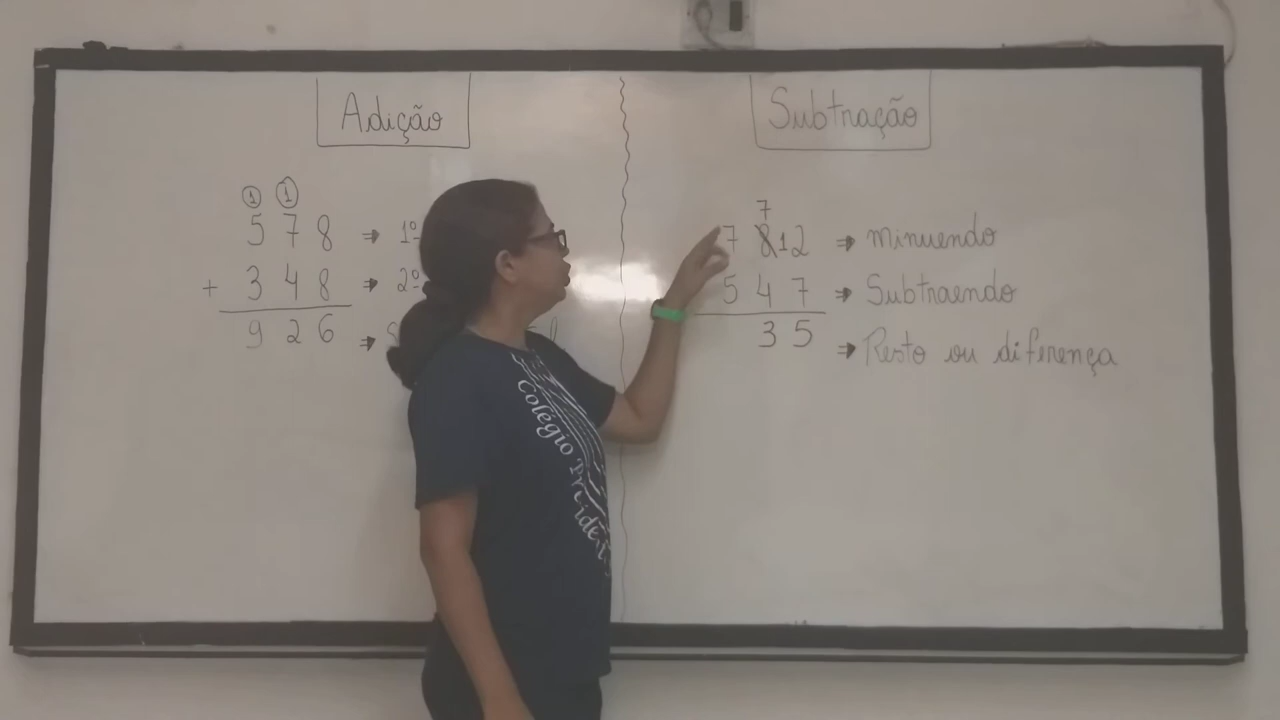 Adição
① ①
5 7 8 ⇒ 1º
+ 3 4 8 ⇒ 2º
9 2 6 ⇒ S
Subtração
7
7 8 12 ⇒ Minuendo
5 4 7 ⇒ Subtraendo
3 5 ⇒ Resto ou diferença
Colégio